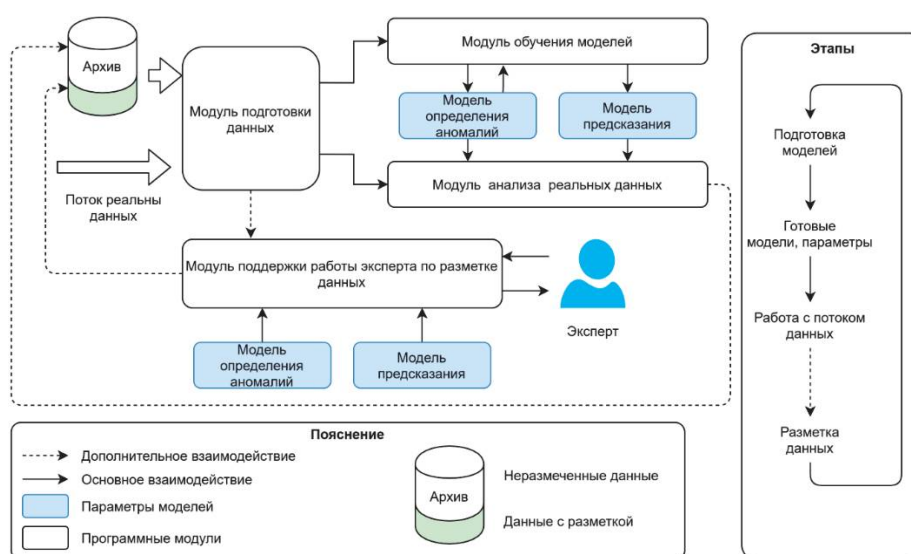 Архив
Модуль подготовки
данных
Поток реальны
данных
Модуль обучения моделей
Модель
определения
аномалий
Модель
предсказания
Модуль анализа реальных данных
Модуль поддержки работы эксперта по разметке
данных
Эксперт
Модель
определения
аномалий
Модель
предсказания
Этапы
Подготовка
моделей
Готовые
модели, параметры
Работа с потоком
данных
Разметка
данных
Пояснение
Дополнительное взаимодействие
Основное взаимодействие
Параметры моделей
Программные модули
Архив
Неразмеченные данные
Данные с разметкой